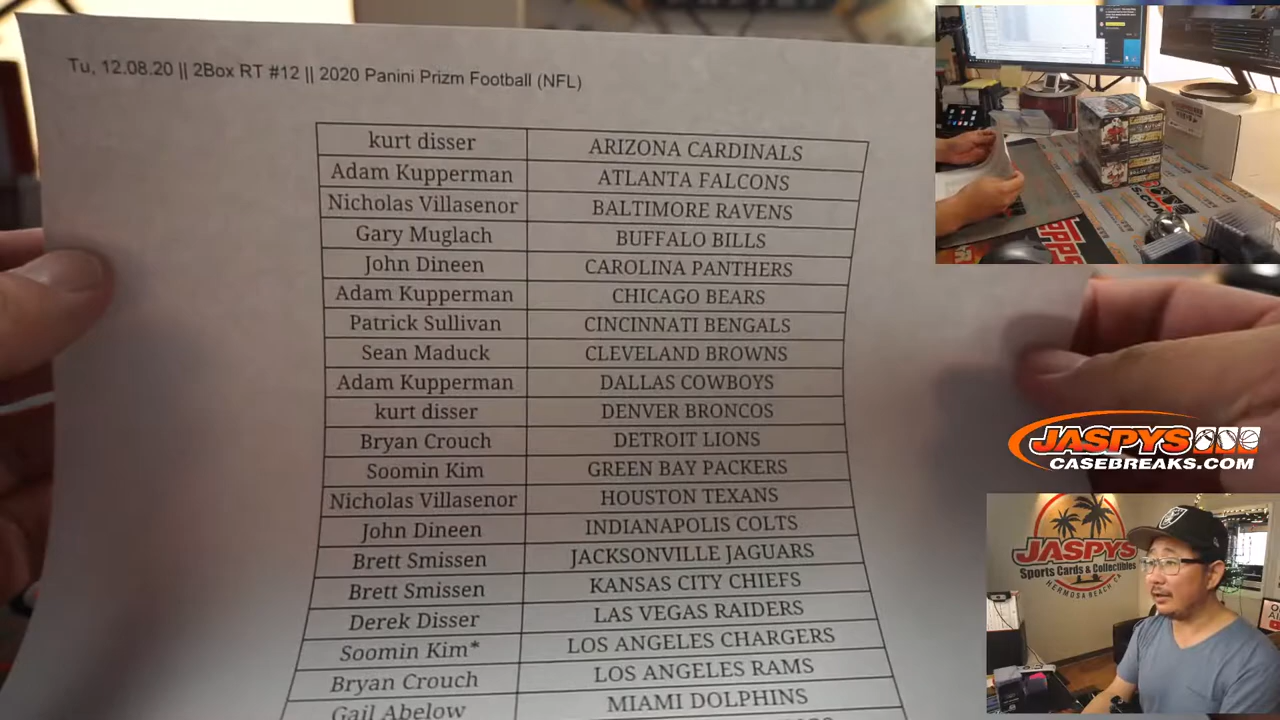 Tu, 12.08.20 || 2Box RT #12 || 2020 Panini Prizm Football (NFL)
kurt disser ARIZONA CARDINALS
Adam Kupperman ATLANTA FALCONS
Nicholas Villasenor BALTIMORE RAVENS
Gary Muglach BUFFALO BILLS
John Dineen CAROLINA PANTHERS
Adam Kupperman CHICAGO BEARS
Patrick Sullivan CINCINNATI BENGALS
Sean Maduck CLEVELAND BROWNS
Adam Kupperman DALLAS COWBOYS
kurt disser DENVER BRONCOS
Bryan Crouch DETROIT LIONS
Soomin Kim GREEN BAY PACKERS
Nicholas Villasenor HOUSTON TEXANS
John Dineen INDIANAPOLIS COLTS
Brett Smissen JACKSONVILLE JAGUARS
Brett Smissen KANSAS CITY CHIEFS
Derek Disser LAS VEGAS RAIDERS
Soomin Kim* LOS ANGELES CHARGERS
Bryan Crouch LOS ANGELES RAMS
Gail Abelow MIAMI DOLPHINS
JASPYS
CASEBREAKS.COM
JASPYS
Sports Cards & Collectibles
HERMOSA BEACH, CA